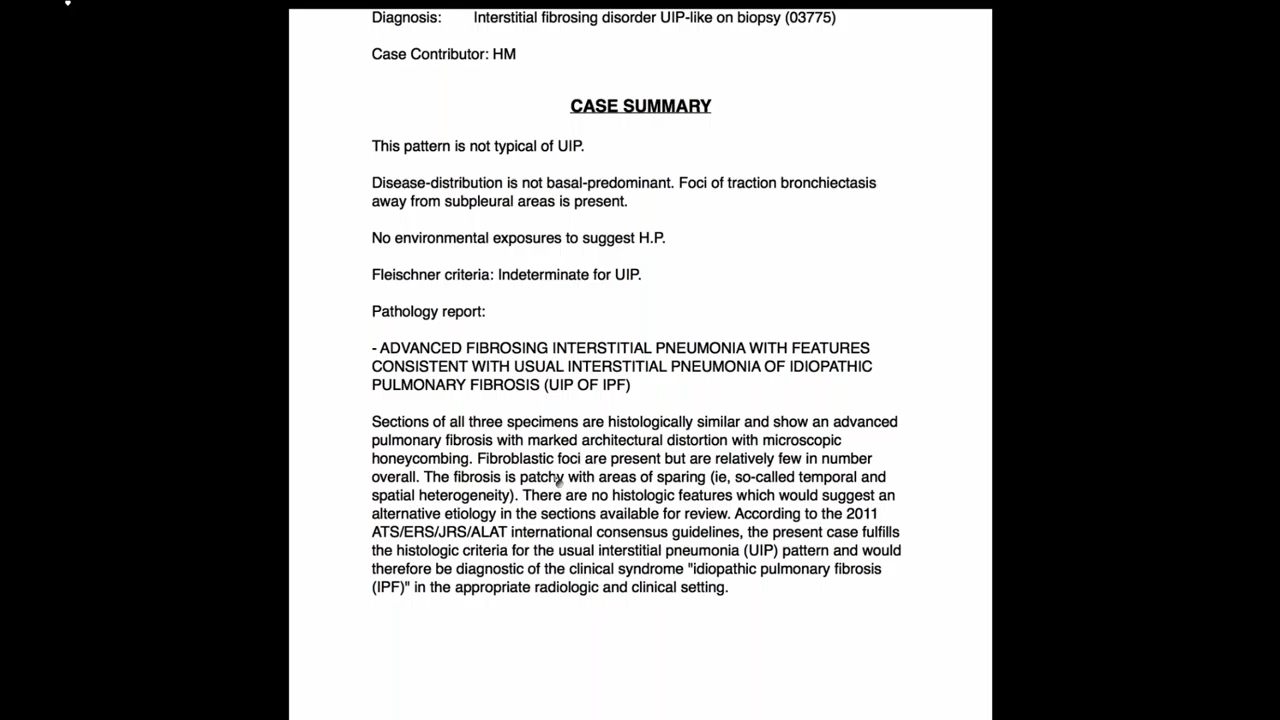 Diagnosis: Interstitial fibrosing disorder UIP-like on biopsy (03775)
Case Contributor: HM
CASE SUMMARY
This pattern is not typical of UIP.
Disease-distribution is not basal-predominant. Foci of traction bronchiectasis
away from subpleural areas is present.
No environmental exposures to suggest H.P.
Fleischner criteria: Indeterminate for UIP.
Pathology report:
- ADVANCED FIBROSING INTERSTITIAL PNEUMONIA WITH FEATURES
CONSISTENT WITH USUAL INTERSTITIAL PNEUMONIA OF IDIOPATHIC
PULMONARY FIBROSIS (UIP OF IPF)
Sections of all three specimens are histologically similar and show an advanced
pulmonary fibrosis with marked architectural distortion with microscopic
honeycombing. Fibroblastic foci are present but are relatively few in number
overall. The fibrosis is patchy with areas of sparing (ie, so-called temporal and
spatial heterogeneity). There are no histologic features which would suggest an
alternative etiology in the sections available for review. According to the 2011
ATS/ERS/JRS/ALAT international consensus guidelines, the present case fulfills
the histologic criteria for the usual interstitial pneumonia (UIP) pattern and would
therefore be diagnostic of the clinical syndrome "idiopathic pulmonary fibrosis
(IPF)" in the appropriate radiologic and clinical setting.